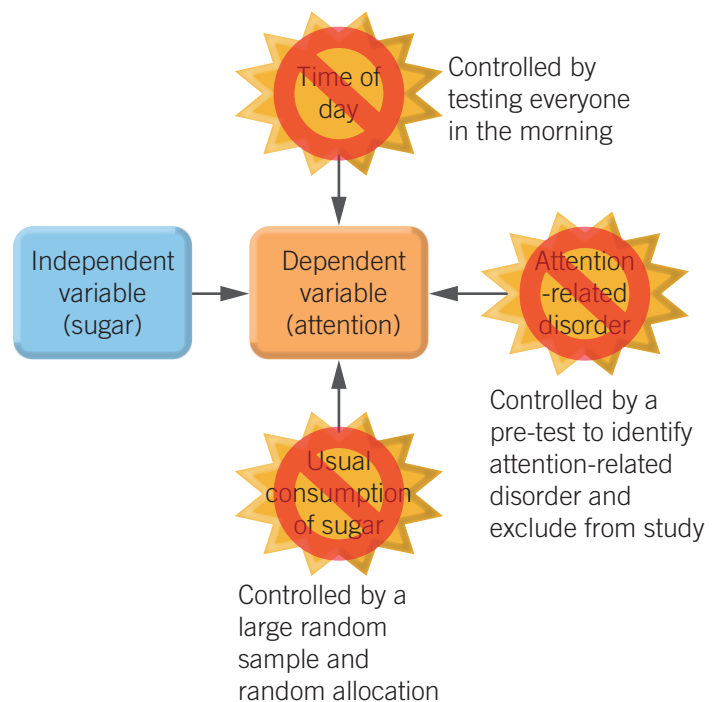 Time of
day
Controlled by
testing everyone
in the morning
Independent
variable
(sugar)
Dependent
variable
(attention)
Attention
-related
disorder
Controlled by a
pre-test to identify
attention-related
disorder and
exclude from study
Usual
consumption
of sugar
Controlled by a
large random
sample and
random allocation